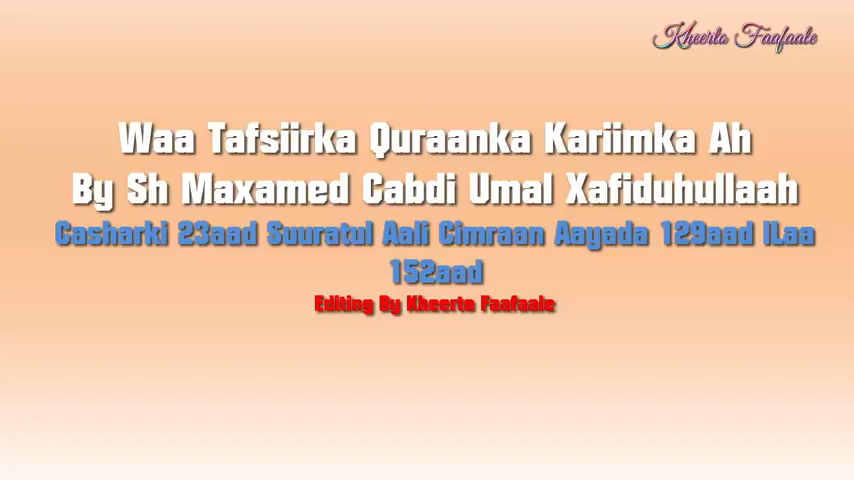 Kheerto Faafaale
Waa Tafsiirka Quraanka Kariimka Ah
By Sh Maxamed Cabdi Umal Xafiduhullaah
Casharki 23aad Suuratul Aali Cimraan Aayada 129aad ILaa
152aad
Editing By Kheerto Faafaale